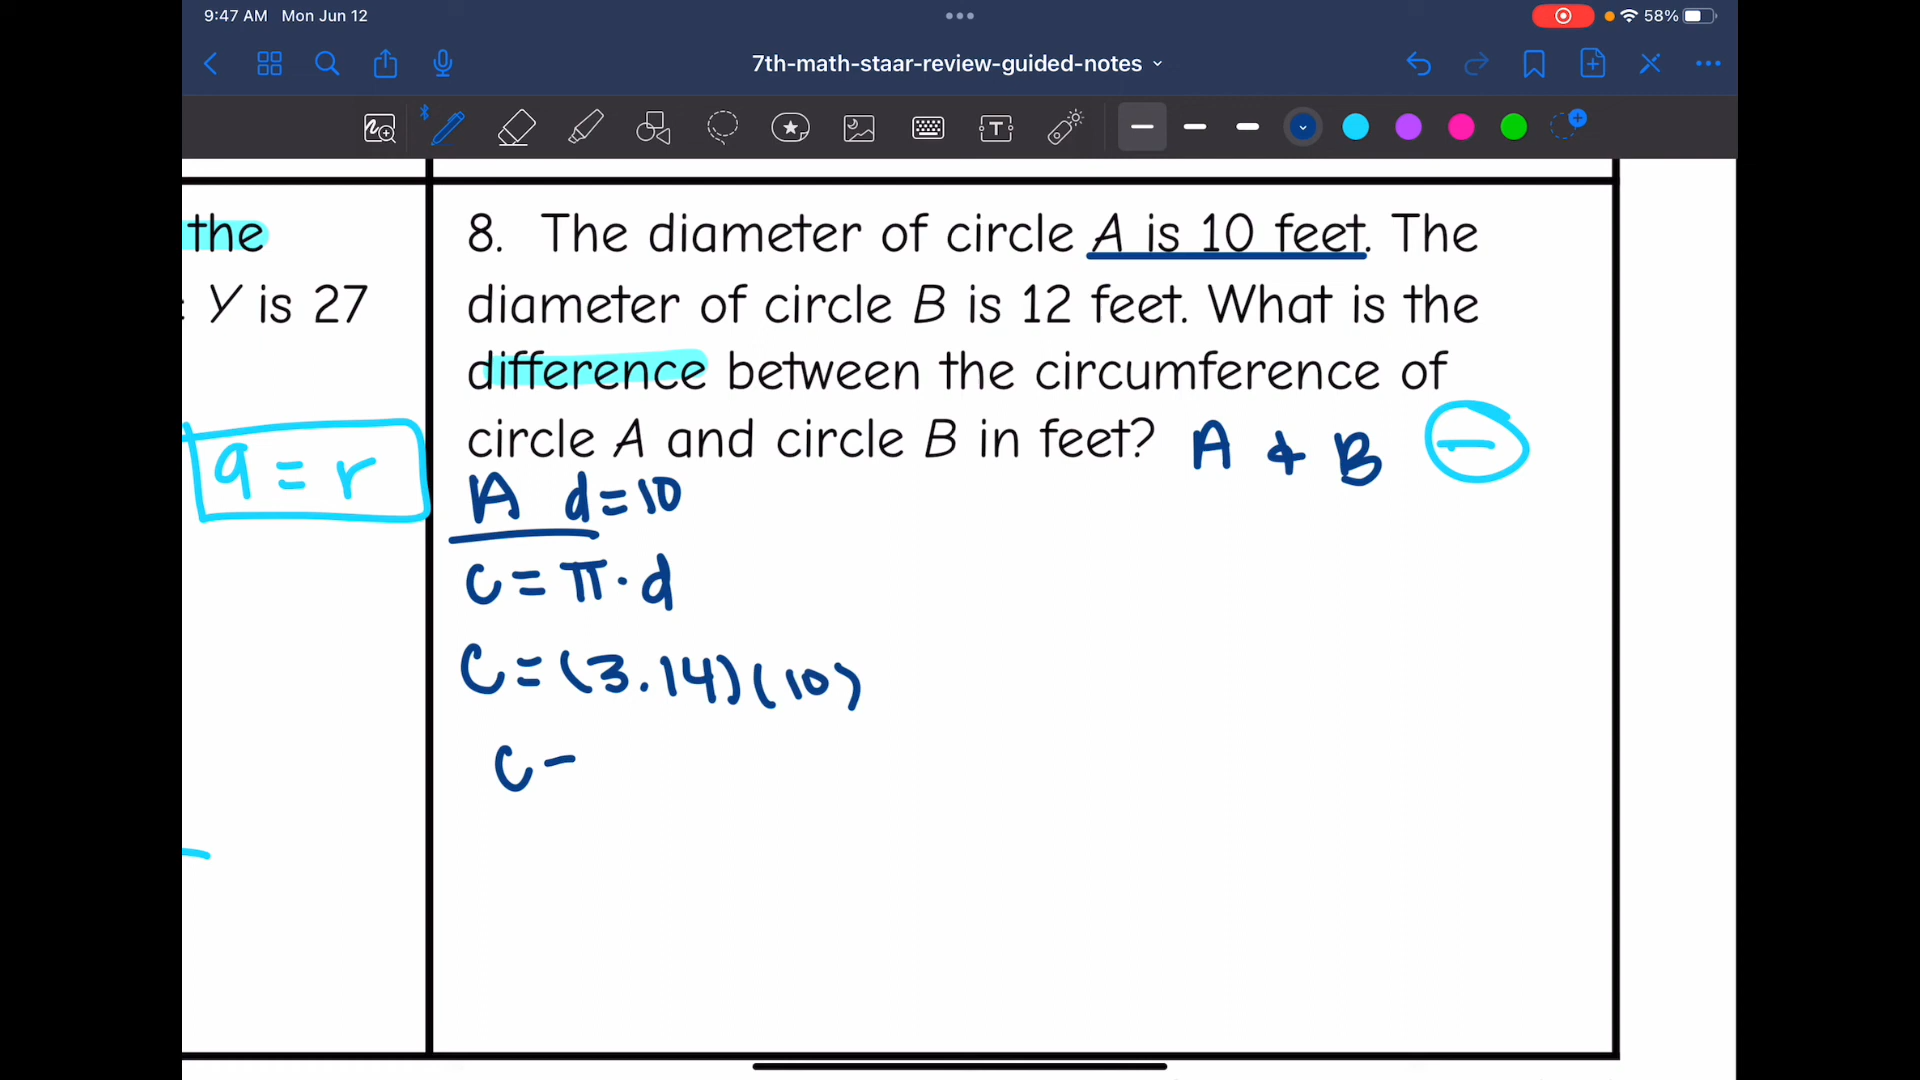 9:47 AM Mon Jun 12
58%
7th-math-staar-review-guided-notes
the
Y is 27
9 = r
8. The diameter of circle A is 10 feet. The
diameter of circle B is 12 feet. What is the
difference between the circumference of
circle A and circle B in feet? A & B −
A d = 10
C = π · d
C = (3.14)(10)
C -